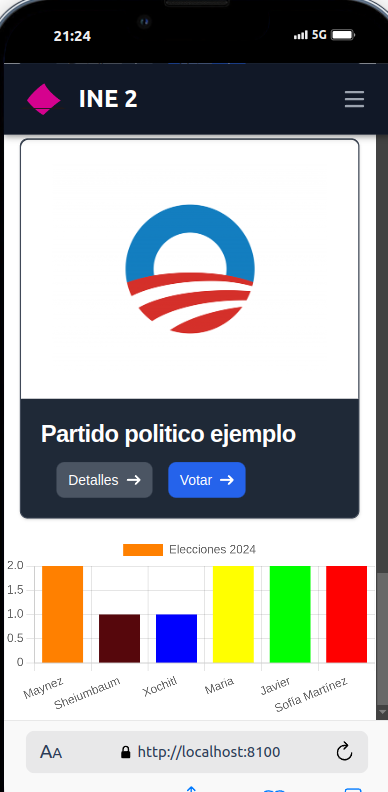 21:24
5G
INE 2
Partido politico ejemplo
Detalles → Votar →
Elecciones 2024
2.0
1.5
1.0
0.5
0
Maynez Sheiumbaum Xochitl Maria Javier Sofia Martínez
AA http://localhost:8100